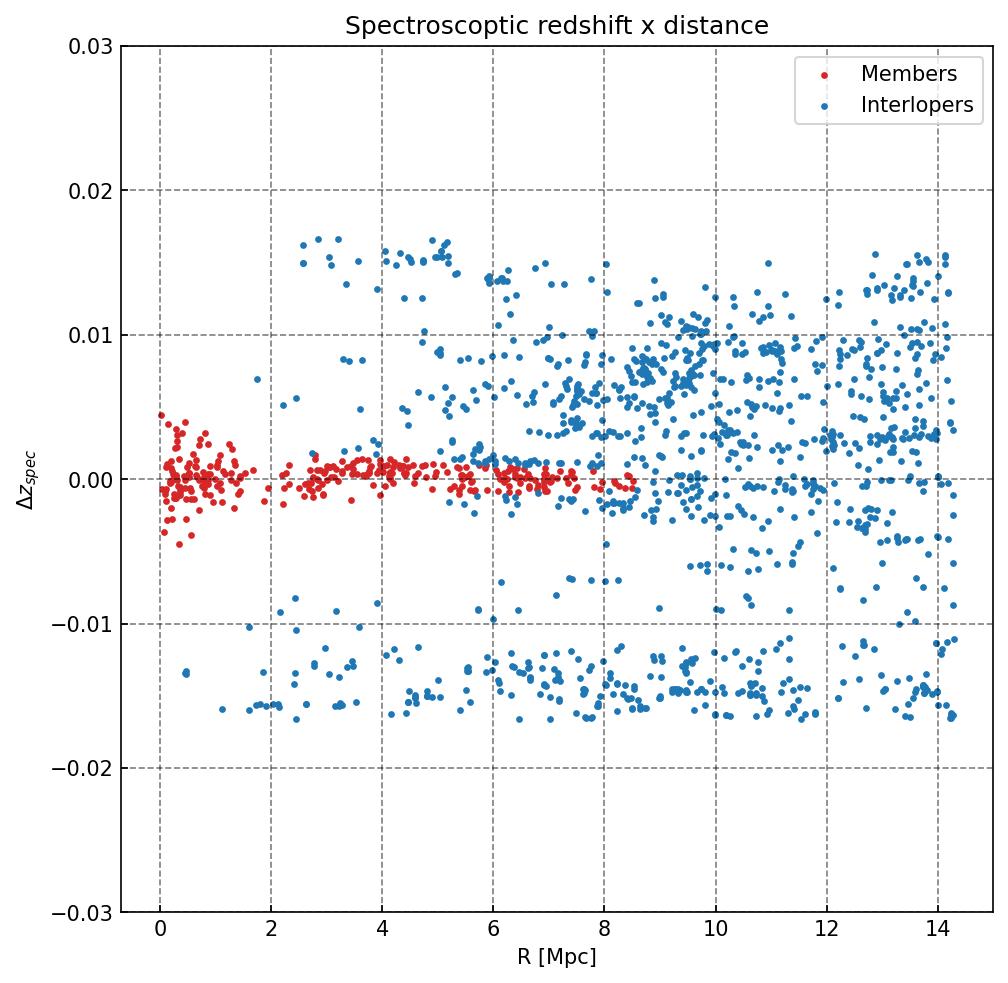 Spectroscoptic redshift x distance
Members
Interlopers
0.03
0.02
0.01
0.00
−0.01
−0.02
−0.03
Δz_spec
0 2 4 6 8 10 12 14
R [Mpc]